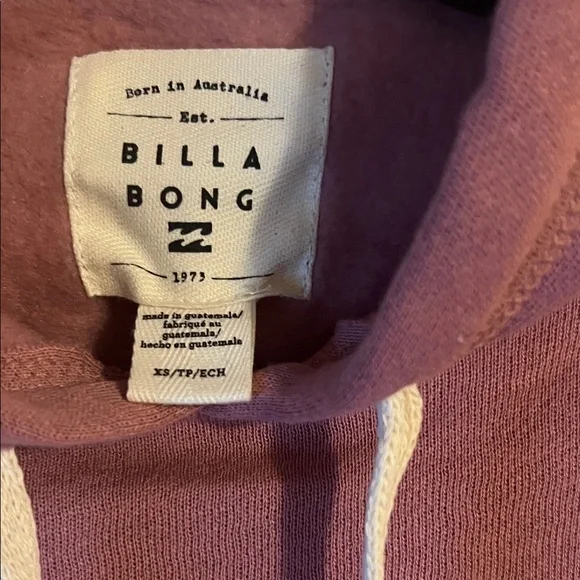 Born in Australia
Est.
BILLA
BONG
1973
made in guatemala/
fabriqué au
guatemala/
hecho en guatemala
XS/TP/ECH